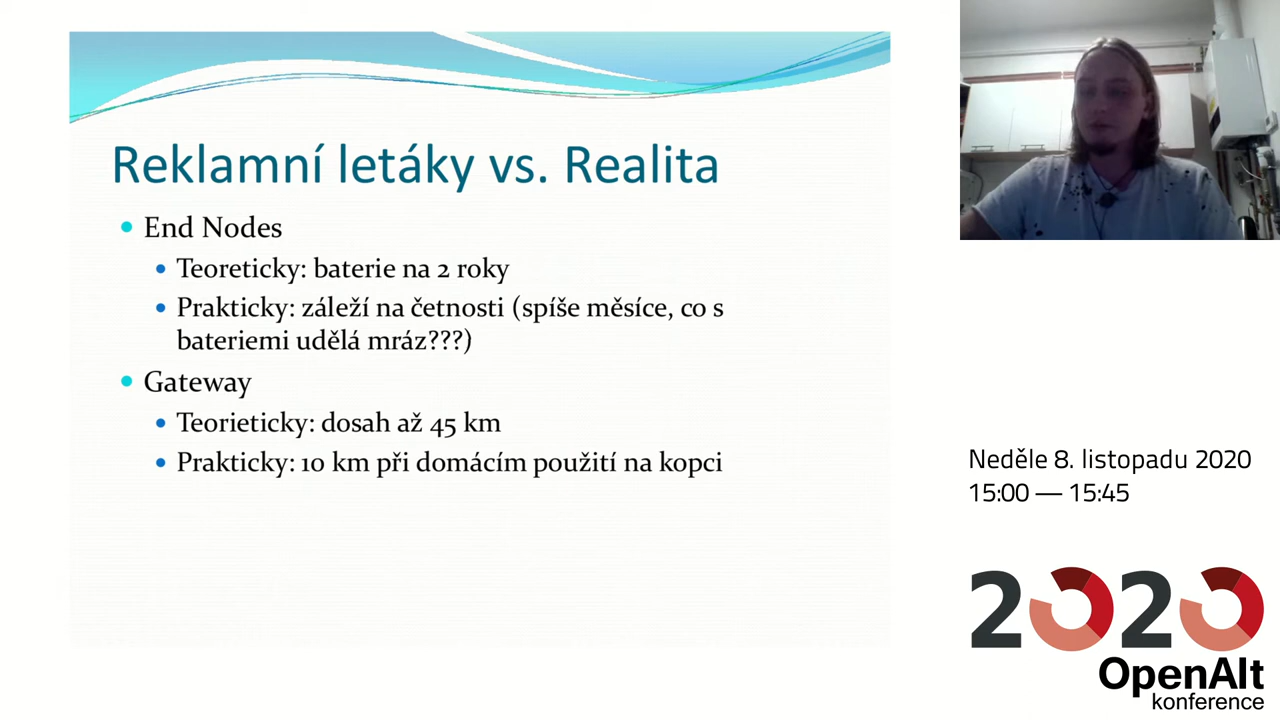 Reklamní letáky vs. Realita
End Nodes
Teoreticky: baterie na 2 roky
Prakticky: záleží na četnosti (spíše měsíce, co s
bateriemi udělá mráz???)
Gateway
Teorieticky: dosah až 45 km
Prakticky: 10 km při domácím použití na kopci
Neděle 8. listopadu 2020
15:00 — 15:45
2020
OpenAlt
konference